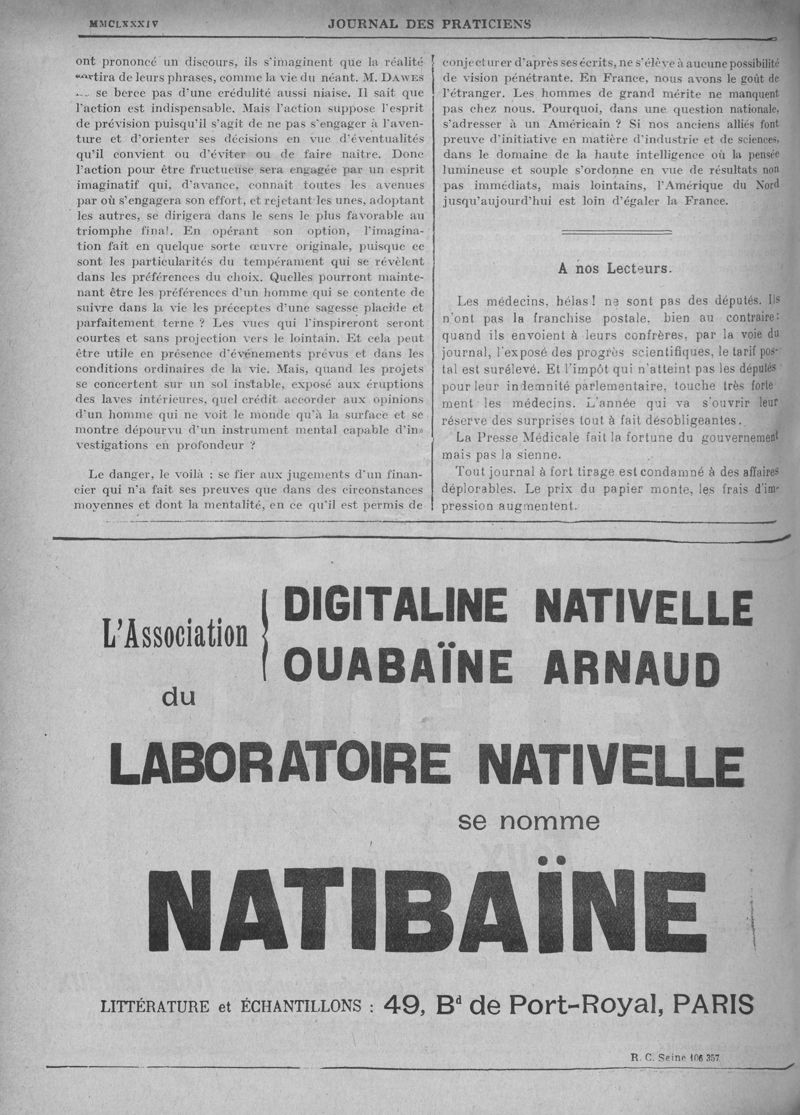 MMCLXXXIV
JOURNAL DES PRATICIENS
ont prononcé un discours, ils s'imaginent que la réalité
sortira de leurs phrases, comme la vie du néant. M. DAWES
se berce pas d'une crédulité aussi niaise. Il sait que
l'action est indispensable. Mais l'action suppose l'esprit
de prévision puisqu'il s'agit de ne pas s'engager à l'aven-
ture et d'orienter ses décisions en vue d'éventualités
qu'il convient ou d'éviter ou de faire naitre. Donc
l'action pour être fructueuse sera engagée par un esprit
imaginatif qui, d'avance, connaît toutes les avenues
par où s'engagera son effort, et rejetant les unes, adoptant
les autres, se dirigera dans le sens le plus favorable au
triomphe final. En opérant son option, l'imagina-
tion fait en quelque sorte œuvre originale, puisque ce
sont les particularités du tempérament qui se révèlent
dans les préférences du choix. Quelles pourront mainte-
nant être les préférences d'un homme qui se contente de
suivre dans la vie les préceptes d'une sagesse placide et
parfaitement terne ? Les vues qui l'inspireront seront
courtes et sans projection vers le lointain. Et cela peut
être utile en présence d'événements prévus et dans les
conditions ordinaires de la vie. Mais, quand les projets
se concertent sur un sol instable, exposé aux éruptions
des laves intérieures, quel crédit accorder aux opinions
d'un homme qui ne voit le monde qu'à la surface et se
montre dépourvu d'un instrument mental capable d'in»
vestigations en profondeur ?
Le danger, le voilà : se fier aux jugements d'un finan-
cier qui n'a fait ses preuves que dans des circonstances
moyennes et dont la mentalité, en ce qu'il est permis de
conjecturer d'après ses écrits, ne s'élève à aucune possibilité
de vision pénétrante. En France, nous avons le goût de
l'étranger. Les hommes de grand mérite ne manquent
pas chez nous. Pourquoi, dans une question nationale,
s'adresser à un Américain ? Si nos anciens alliés font
preuve d'initiative en matière d'industrie et de sciences,
dans le domaine de la haute intelligence où la pensée
lumineuse et souple s'ordonne en vue de résultats non
pas immédiats, mais lointains, l'Amérique du Nord
jusqu'aujourd'hui est loin d'égaler la France.
A nos Lecteurs.
Les médecins, hélas ! ne sont pas des députés. Ils
n'ont pas la franchise postale, bien au contraire:
quand ils envoient à leurs confrères, par la voie du
journal, l'exposé des progrès scientifiques, le tarif pos-
tal est surélevé. Et l'impôt qui n'atteint pas les députés
pour leur indemnité parlementaire, touche très forte
ment les médecins. L'année qui va s'ouvrir leur
réserve des surprises tout à fait désobligeantes.
La Presse Médicale fait la fortune du gouvernement
mais pas la sienne.
Tout journal à fort tirage est condamné à des affaires
déplorables. Le prix du papier monte, les frais d'im-
pression augmentent.
L'Association
DIGITALINE NATIVELLE
OUABAÏNE ARNAUD
du
LABORATOIRE NATIVELLE
se nomme
NATIBAÏNE
LITTÉRATURE et ÉCHANTILLONS : 49, Bd de Port-Royal, PARIS
R. C. Seine 106 357